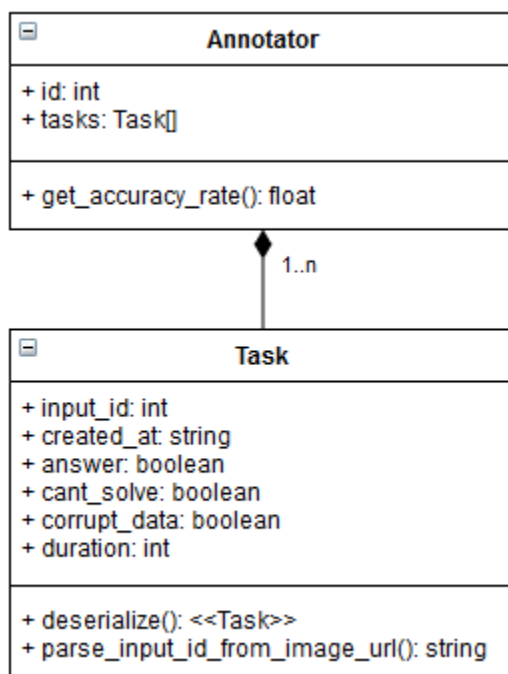 Annotator
+ id: int
+ tasks: Task[]
+ get_accuracy_rate(): float
1..n
Task
+ input_id: int
+ created_at: string
+ answer: boolean
+ cant_solve: boolean
+ corrupt_data: boolean
+ duration: int
+ deserialize(): <<Task>>
+ parse_input_id_from_image_url(): string